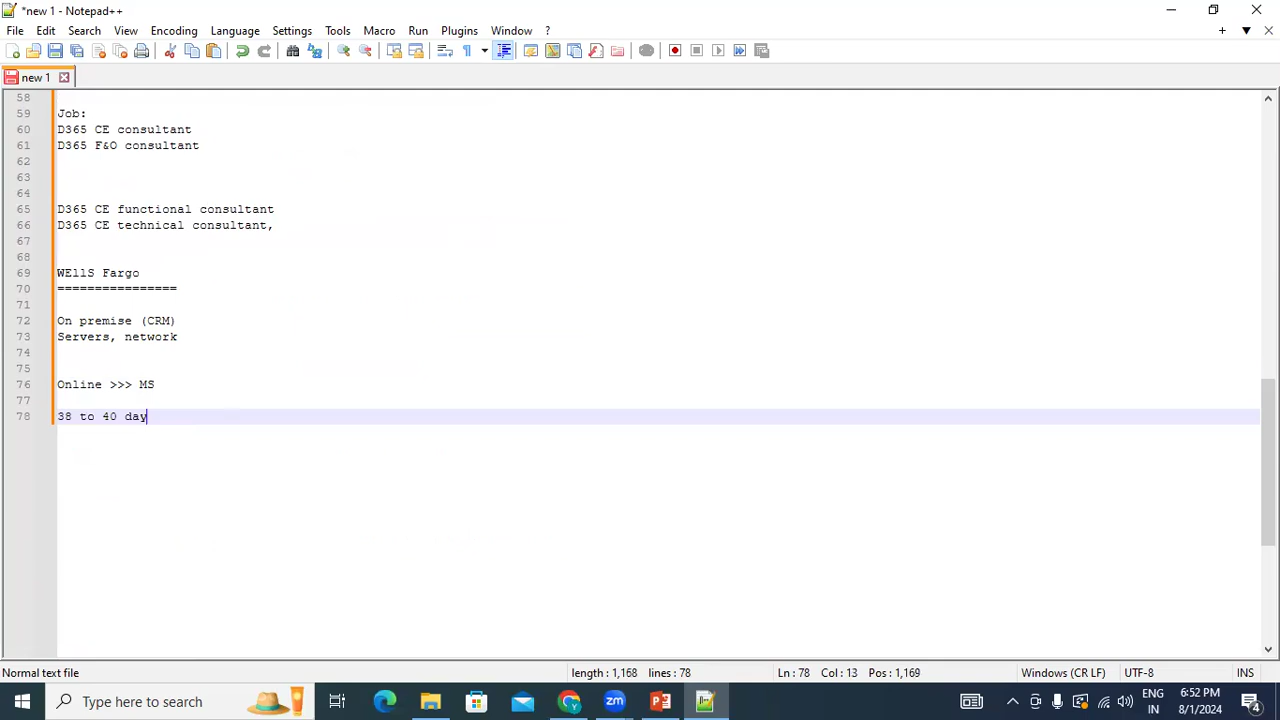 *new 1 - Notepad++
File Edit Search View Encoding Language Settings Tools Macro Run Plugins Window ?
new 1
58
59 Job:
60 D365 CE consultant
61 D365 F&O consultant
62
63
64
65 D365 CE functional consultant
66 D365 CE technical consultant,
67
68
69 WEllS Fargo
70 ================
71
72 On premise (CRM)
73 Servers, network
74
75
76 Online >>> MS
77
78 38 to 40 day
Normal text file length : 1,168 lines : 78 Ln : 78 Col : 13 Pos : 1,169 Windows (CR LF) UTF-8 INS
Type here to search
zm
ENG
IN
6:52 PM
8/1/2024
4